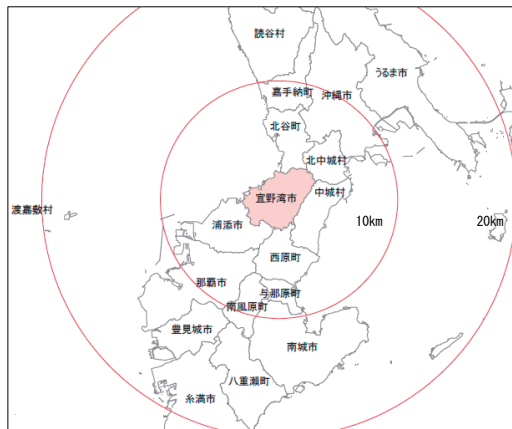 読谷村
うるま市
嘉手納町
沖縄市
北谷町
北中城村
宜野湾市
中城村
渡嘉敷村
浦添市
10km
20km
西原町
那覇市
与那原町
南風原町
豊見城市
南城市
八重瀬町
糸満市